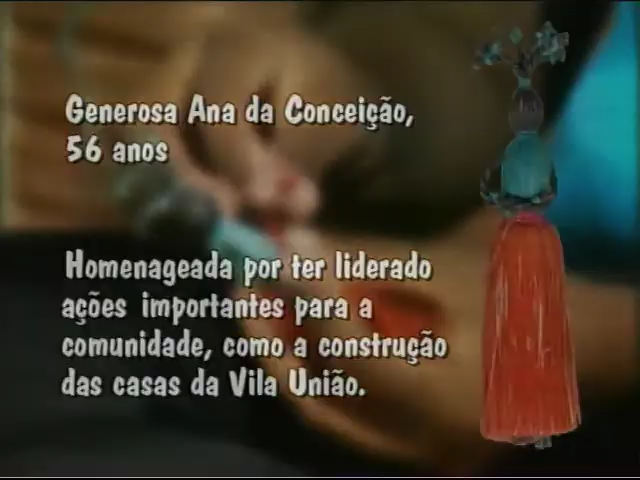 Generosa Ana da Conceição,
56 anos
Homenageada por ter liderado
ações importantes para a
comunidade, como a construção
das casas da Vila União.